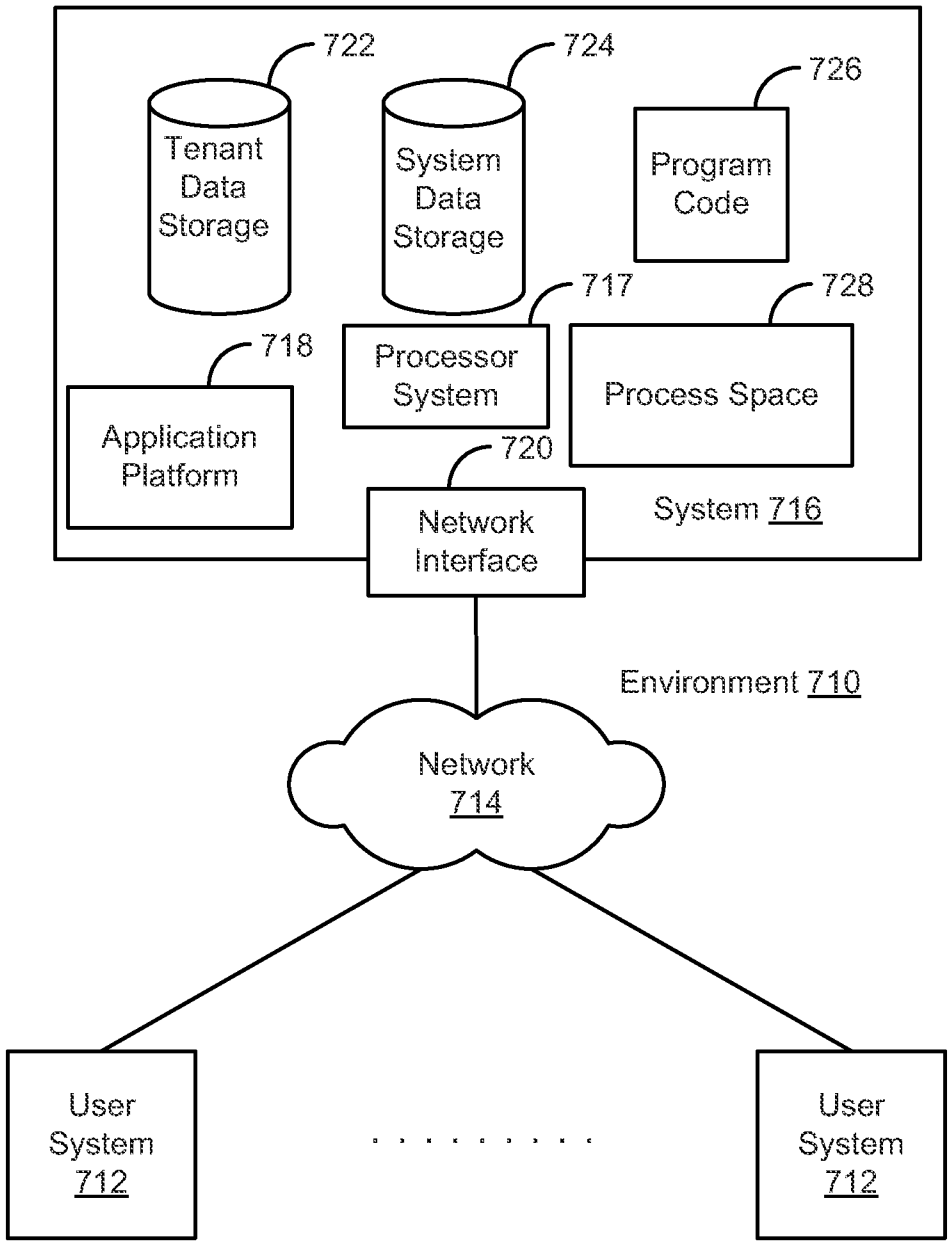 722
724
726
Tenant
Data
Storage
System
Data
Storage
Program
Code
717
728
718
Processor
System
Process Space
Application
Platform
720
Network
Interface
System 716
Environment 710
Network
714
User
System
712
. . . . . . . . .
User
System
712